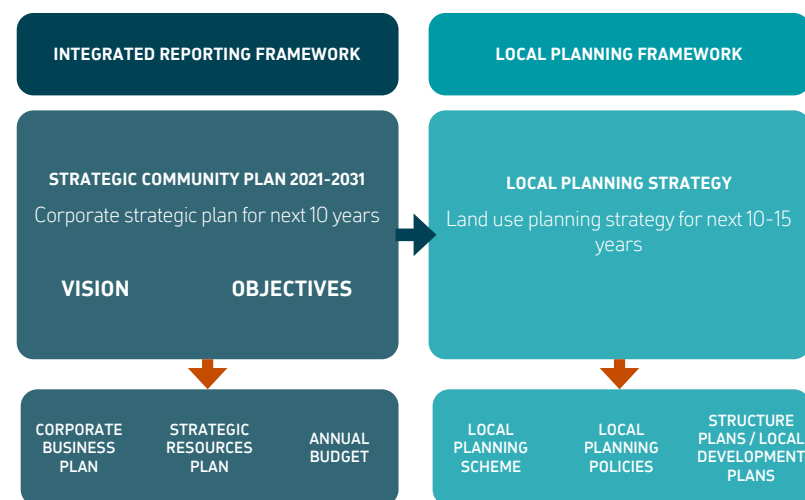 INTEGRATED REPORTING FRAMEWORK
LOCAL PLANNING FRAMEWORK
STRATEGIC COMMUNITY PLAN 2021-2031
Corporate strategic plan for next 10 years
VISION
OBJECTIVES
LOCAL PLANNING STRATEGY
Land use planning strategy for next 10-15
years
CORPORATE
BUSINESS
PLAN
STRATEGIC
RESOURCES
PLAN
ANNUAL
BUDGET
LOCAL
PLANNING
SCHEME
LOCAL
PLANNING
POLICIES
STRUCTURE
PLANS / LOCAL
DEVELOPMENT
PLANS